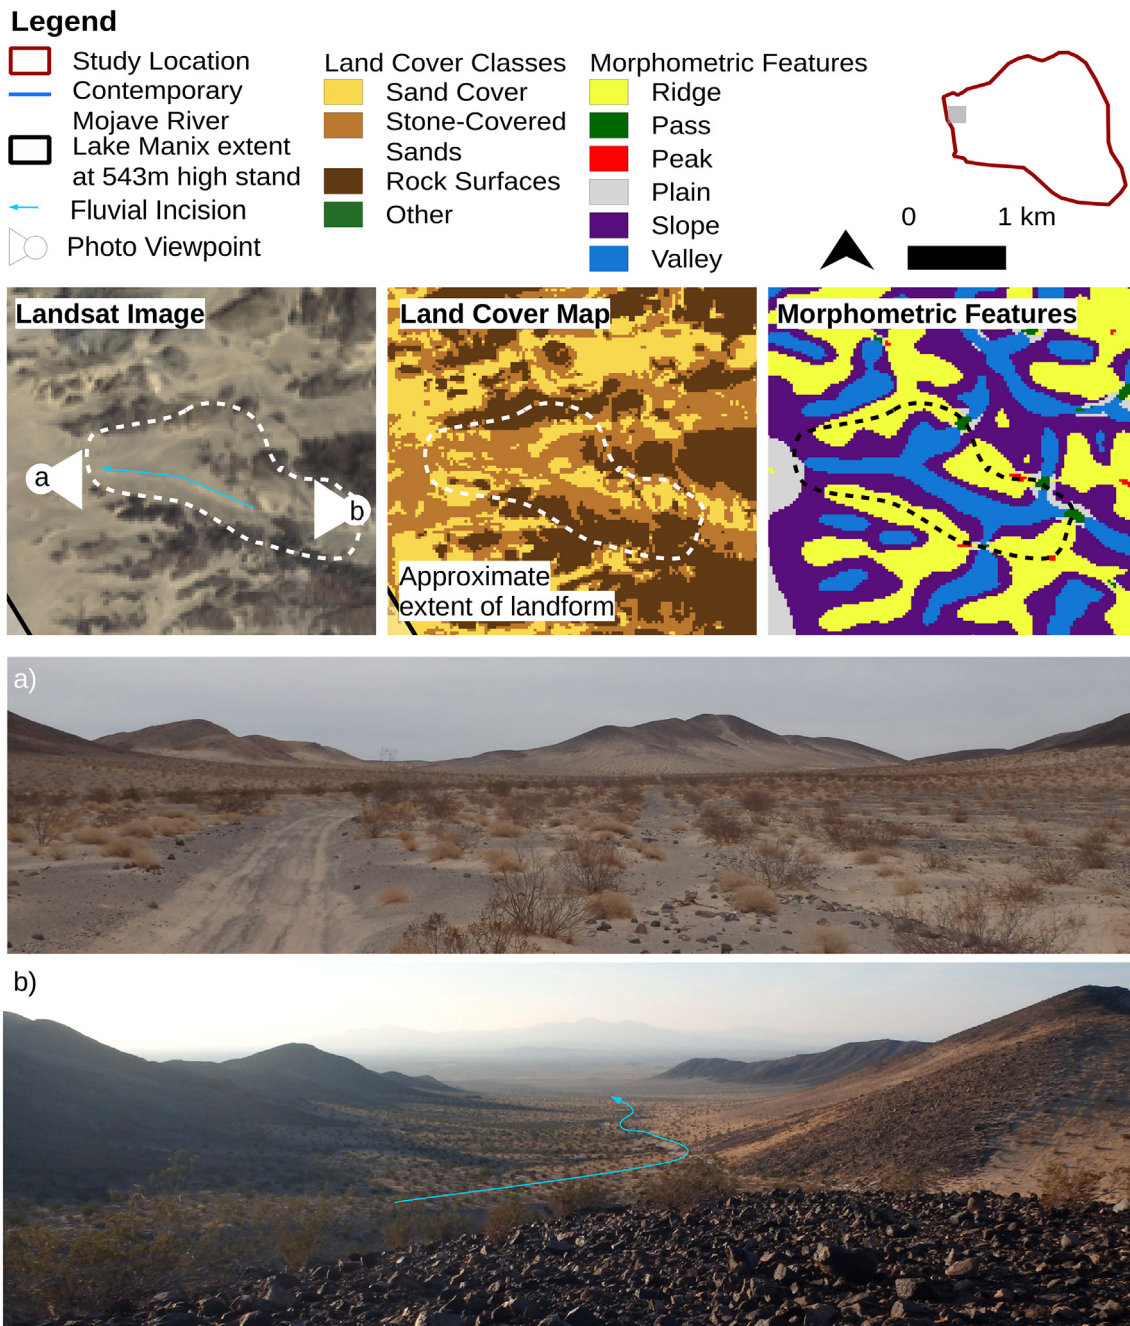 Legend
Study Location
Contemporary
Mojave River
Lake Manix extent
at 543m high stand
Fluvial Incision
Photo Viewpoint
Land Cover Classes
Sand Cover
Stone-Covered
Sands
Rock Surfaces
Other
Morphometric Features
Ridge
Pass
Peak
Plain
Slope
Valley
0 1 km
Landsat Image
a
b
Land Cover Map
Approximate
extent of landform
Morphometric Features
a)
b)